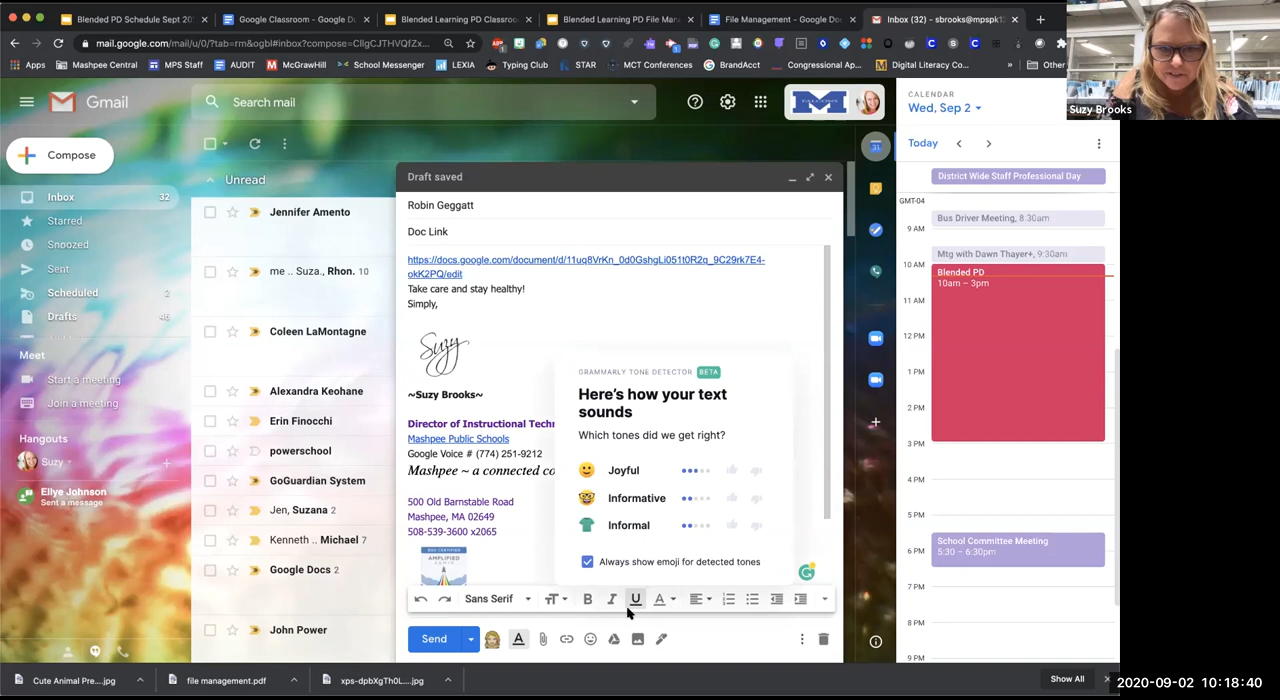 Blended PD Schedule Sept 20
Google Classroom - Google Do
Blended Learning PD Classroo
Blended Learning PD File Man
File Management - Google Doc
Inbox (32) - sbrooks@mpspk1
mail.google.com/mail/u/0/?tab=rm&ogbl#inbox?compose=CllgCJTHVQfZx...
Apps
Mashpee Central
MPS Staff
AUDIT
McGrawHill
School Messenger
LEXIA
Typing Club
STAR
MCT Conferences
BrandAcct
Congressional Ap...
Digital Literacy Co...
»
Other
Suzy Brooks
Gmail
Search mail
CALENDAR
Wed, Sep 2
Compose
Today
Inbox 32
Starred
Snoozed
Sent
Scheduled 2
Drafts 46
Meet
Start a meeting
Join a meeting
Hangouts
Suzy
Ellye Johnson
Sent a message
Unread
Jennifer Amento
me .. Suza., Rhon. 10
Coleen LaMontagne
Alexandra Keohane
Erin Finocchi
powerschool
GoGuardian System
Jen, Suzana 2
Kenneth .. Michael 7
Google Docs 2
John Power
Draft saved
Robin Geggatt
Doc Link
https://docs.google.com/document/d/11uq8VrKn_0d0GshgLi051t0R2q_9C29rk7E4-
okK2PQ/edit
Take care and stay healthy!
Simply,
Suzy
~Suzy Brooks~
Director of Instructional Techn
Mashpee Public Schools
Google Voice # (774) 251-9212
Mashpee ~ a connected co
500 Old Barnstable Road
Mashpee, MA 02649
508-539-3600 x2065
AMPLIFIED
GRAMMARLY TONE DETECTOR BETA
Here's how your text
sounds
Which tones did we get right?
Joyful
Informative
Informal
Always show emoji for detected tones
Sans Serif
B I U A
Send
A
District Wide Staff Professional Day
GMT-04
Bus Driver Meeting, 8:30am
9 AM
Mtg with Dawn Thayer+, 9:30am
10 AM
Blended PD
10am – 3pm
11 AM
12 PM
1 PM
2 PM
3 PM
4 PM
5 PM
School Committee Meeting
5:30 – 6:30pm
6 PM
7 PM
8 PM
9 PM
Cute Animal Pre....jpg
file management.pdf
xps-dpbXgTh0L....jpg
Show All
2020-09-02 10:18:40